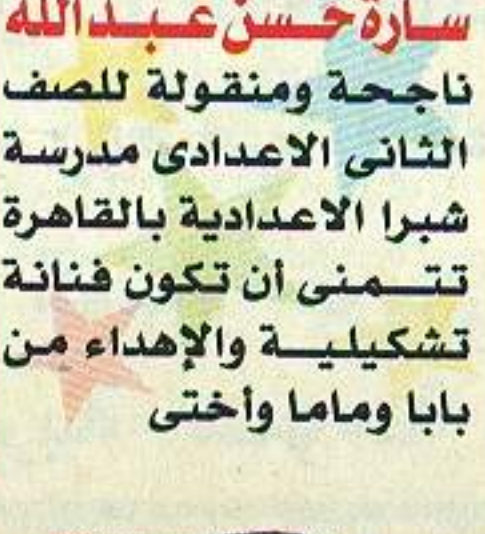 سارة حسن عبدالله
ناجحة ومنقولة للصف
الثانى الاعدادى مدرسة
شبرا الاعدادية بالقاهرة
تتمنى أن تكون فنانة
تشكيلية والإهداء من
بابا وماما وأختى